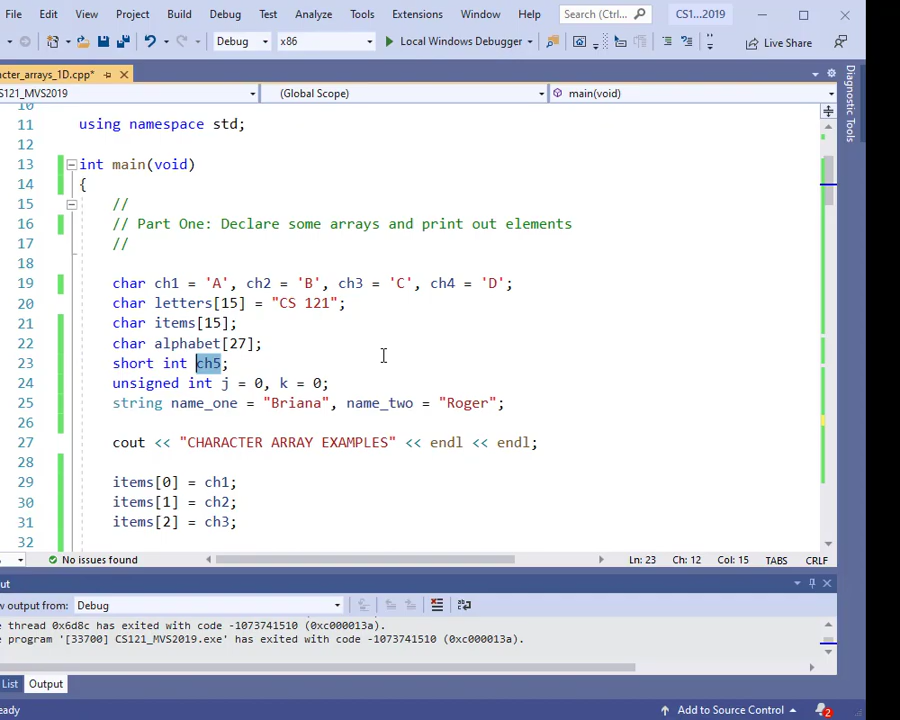 File Edit View Project Build Debug Test Analyze Tools Extensions Window Help Search (Ctrl... CS1...2019
Debug x86 Local Windows Debugger Live Share
cter_arrays_1D.cpp*
S121_MVS2019 (Global Scope) main(void)
10
11 using namespace std;
12
13 int main(void)
14 {
15 //
16 // Part One: Declare some arrays and print out elements
17 //
18
19 char ch1 = 'A', ch2 = 'B', ch3 = 'C', ch4 = 'D';
20 char letters[15] = "CS 121";
21 char items[15];
22 char alphabet[27];
23 short int ch5;
24 unsigned int j = 0, k = 0;
25 string name_one = "Briana", name_two = "Roger";
26
27 cout << "CHARACTER ARRAY EXAMPLES" << endl << endl;
28
29 items[0] = ch1;
30 items[1] = ch2;
31 items[2] = ch3;
32
No issues found Ln: 23 Ch: 12 Col: 15 TABS CRLF
ut
w output from: Debug
e thread 0x6d8c has exited with code -1073741510 (0xc000013a).
e program '[33700] CS121_MVS2019.exe' has exited with code -1073741510 (0xc000013a).
List Output
eady Add to Source Control 2
Diagnostic Tools